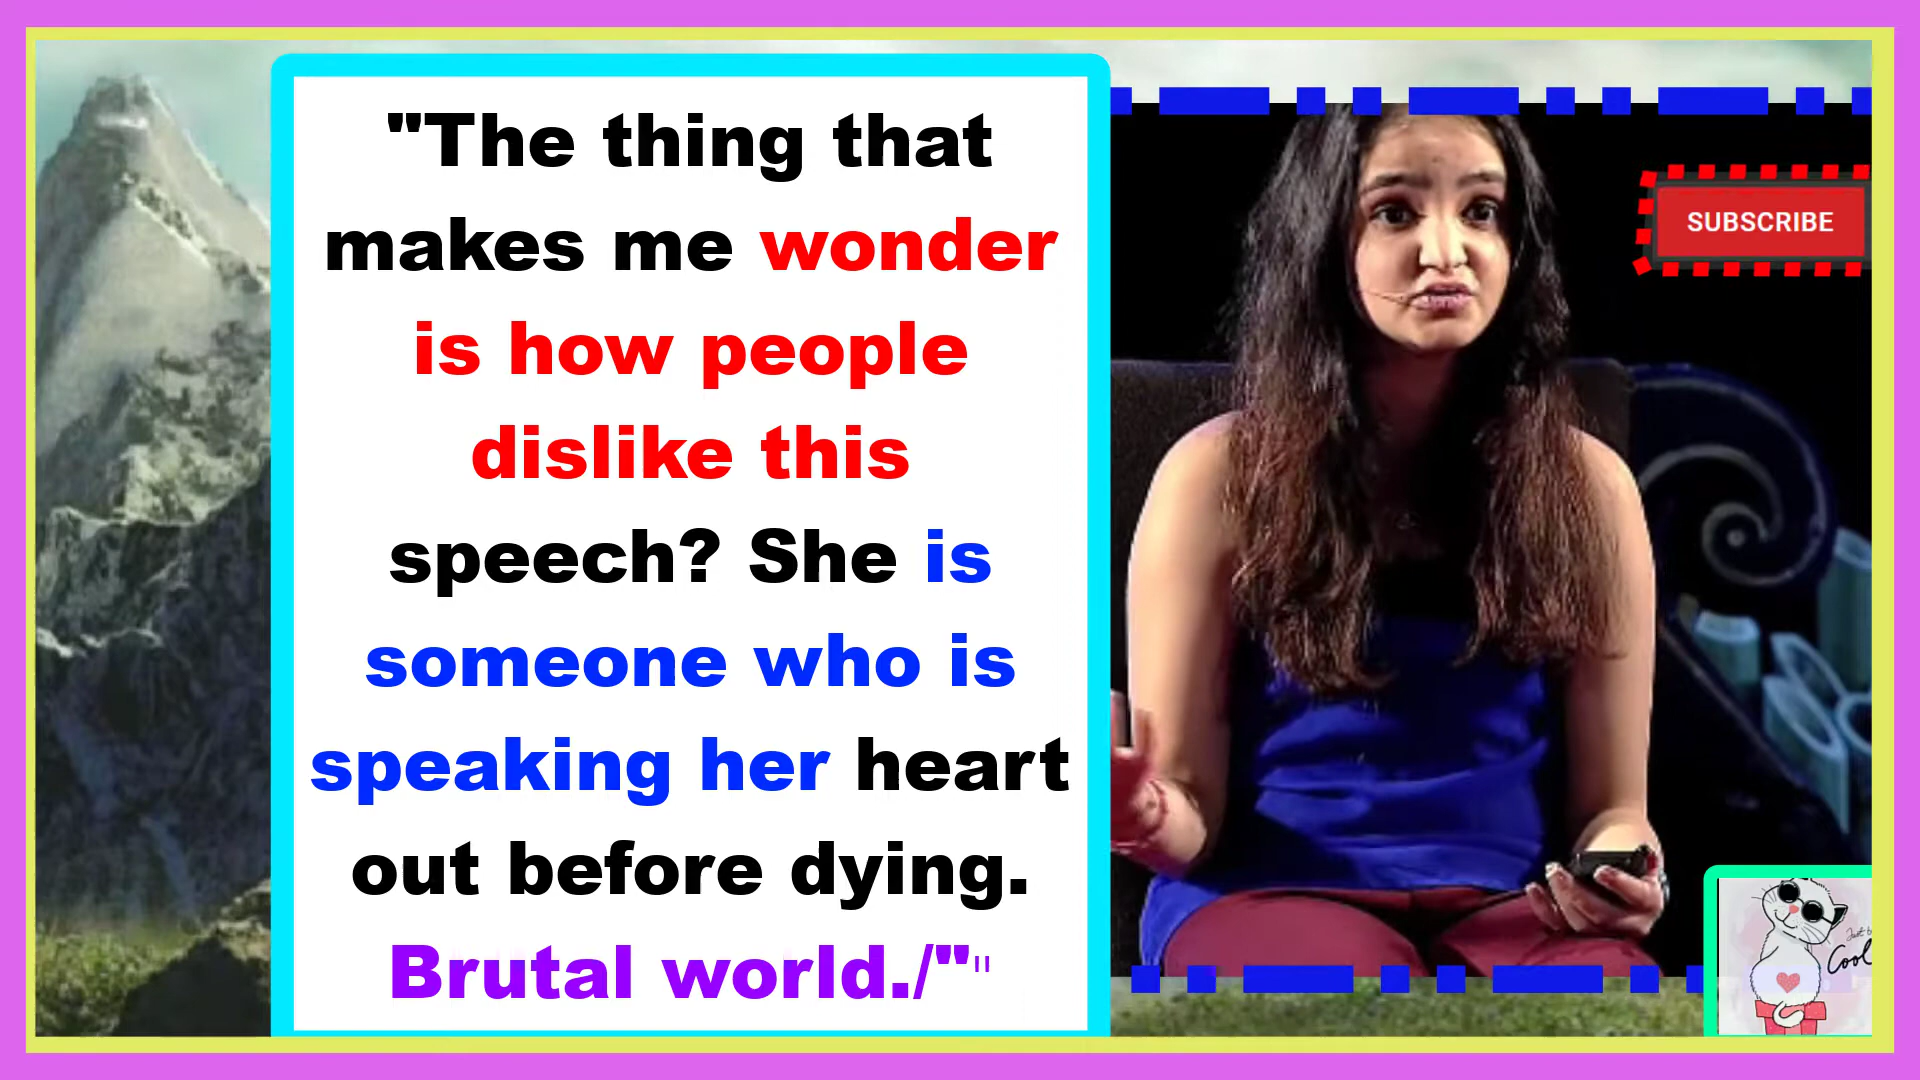 "The thing that
makes me wonder
is how people
dislike this
speech? She is
someone who is
speaking her heart
out before dying.
Brutal world./""
SUBSCRIBE
Cool